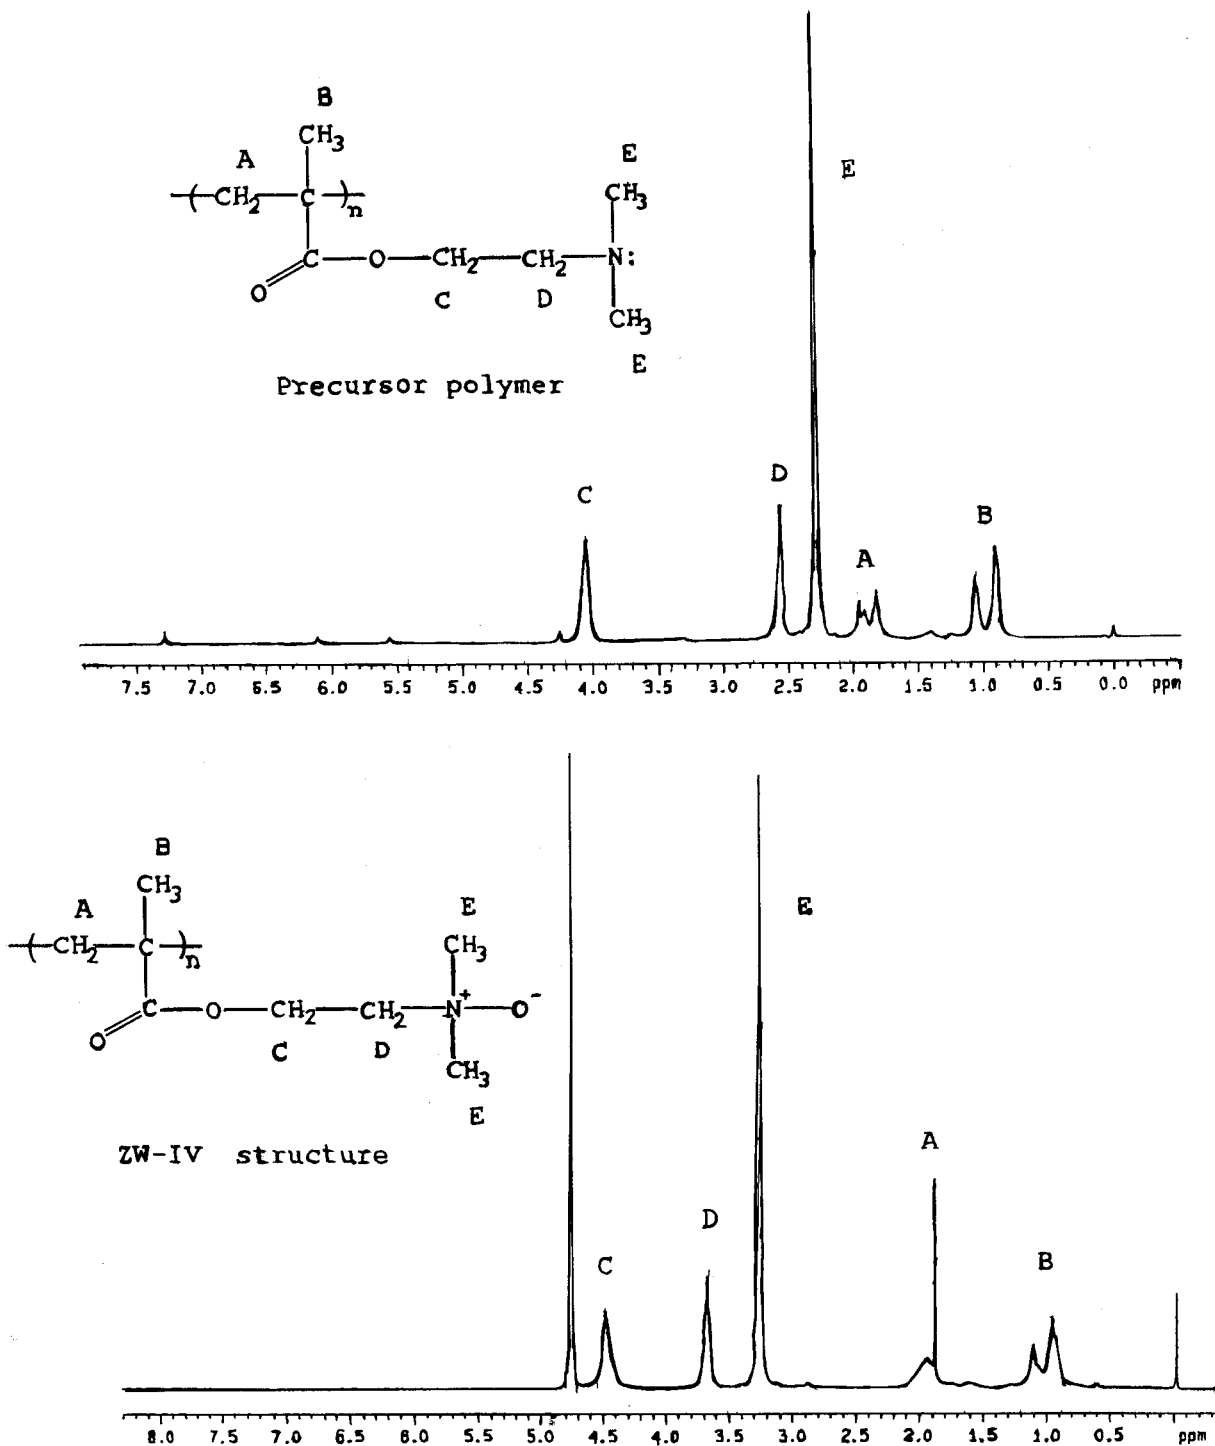 B
CH3
A
E
-(-CH2-C-)n
CH3
E
C-O-CH2-CH2-N:
O
C D
CH3
E
Precursor polymer
C
D
A
B
7.5 7.0 6.5 6.0 5.5 5.0 4.5 4.0 3.5 3.0 2.5 2.0 1.5 1.0 0.5 0.0 ppm
B
CH3
A
E
E
-(-CH2-C-)n
CH3
C-O-CH2-CH2-N+-O-
O
C D
CH3
E
ZW-IV structure
A
D
C
B
8.0 7.5 7.0 6.5 6.0 5.5 5.0 4.5 4.0 3.5 3.0 2.5 2.0 1.5 1.0 0.5 ppm